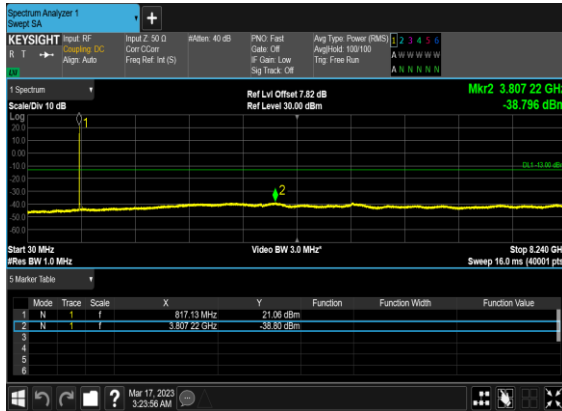 Spectrum Analyzer 1
Swept SA
+
KEYSIGHT Input: RF Input Z: 50 Ω #Atten: 40 dB PNO: Fast Avg Type: Power (RMS) 1 2 3 4 5 6
R T Coupling: DC Corr CCorr Gate: Off Avg|Hold: 100/100 A W W W W W
Align: Auto Freq Ref: Int (S) IF Gain: Low Trig: Free Run
LXI Sig Track: Off A N N N N N
1 Spectrum Ref Lvl Offset 7.82 dB Mkr2 3.807 22 GHz
Scale/Div 10 dB Ref Level 30.00 dBm -38.796 dBm
Log
1
20.0
10.0
0.00
-10.0
DL1 -13.00 dBm
-20.0
-30.0
2
-40.0
-50.0
-60.0
Start 30 MHz Video BW 3.0 MHz* Stop 8.240 GHz
#Res BW 1.0 MHz Sweep 16.0 ms (40001 pts)
5 Marker Table
Mode Trace Scale X Y Function Function Width Function Value
1 N 1 f 817.13 MHz 21.06 dBm
2 N 1 f 3.807 22 GHz -38.80 dBm
3
4
5
6
? Mar 17, 2023
3:23:56 AM